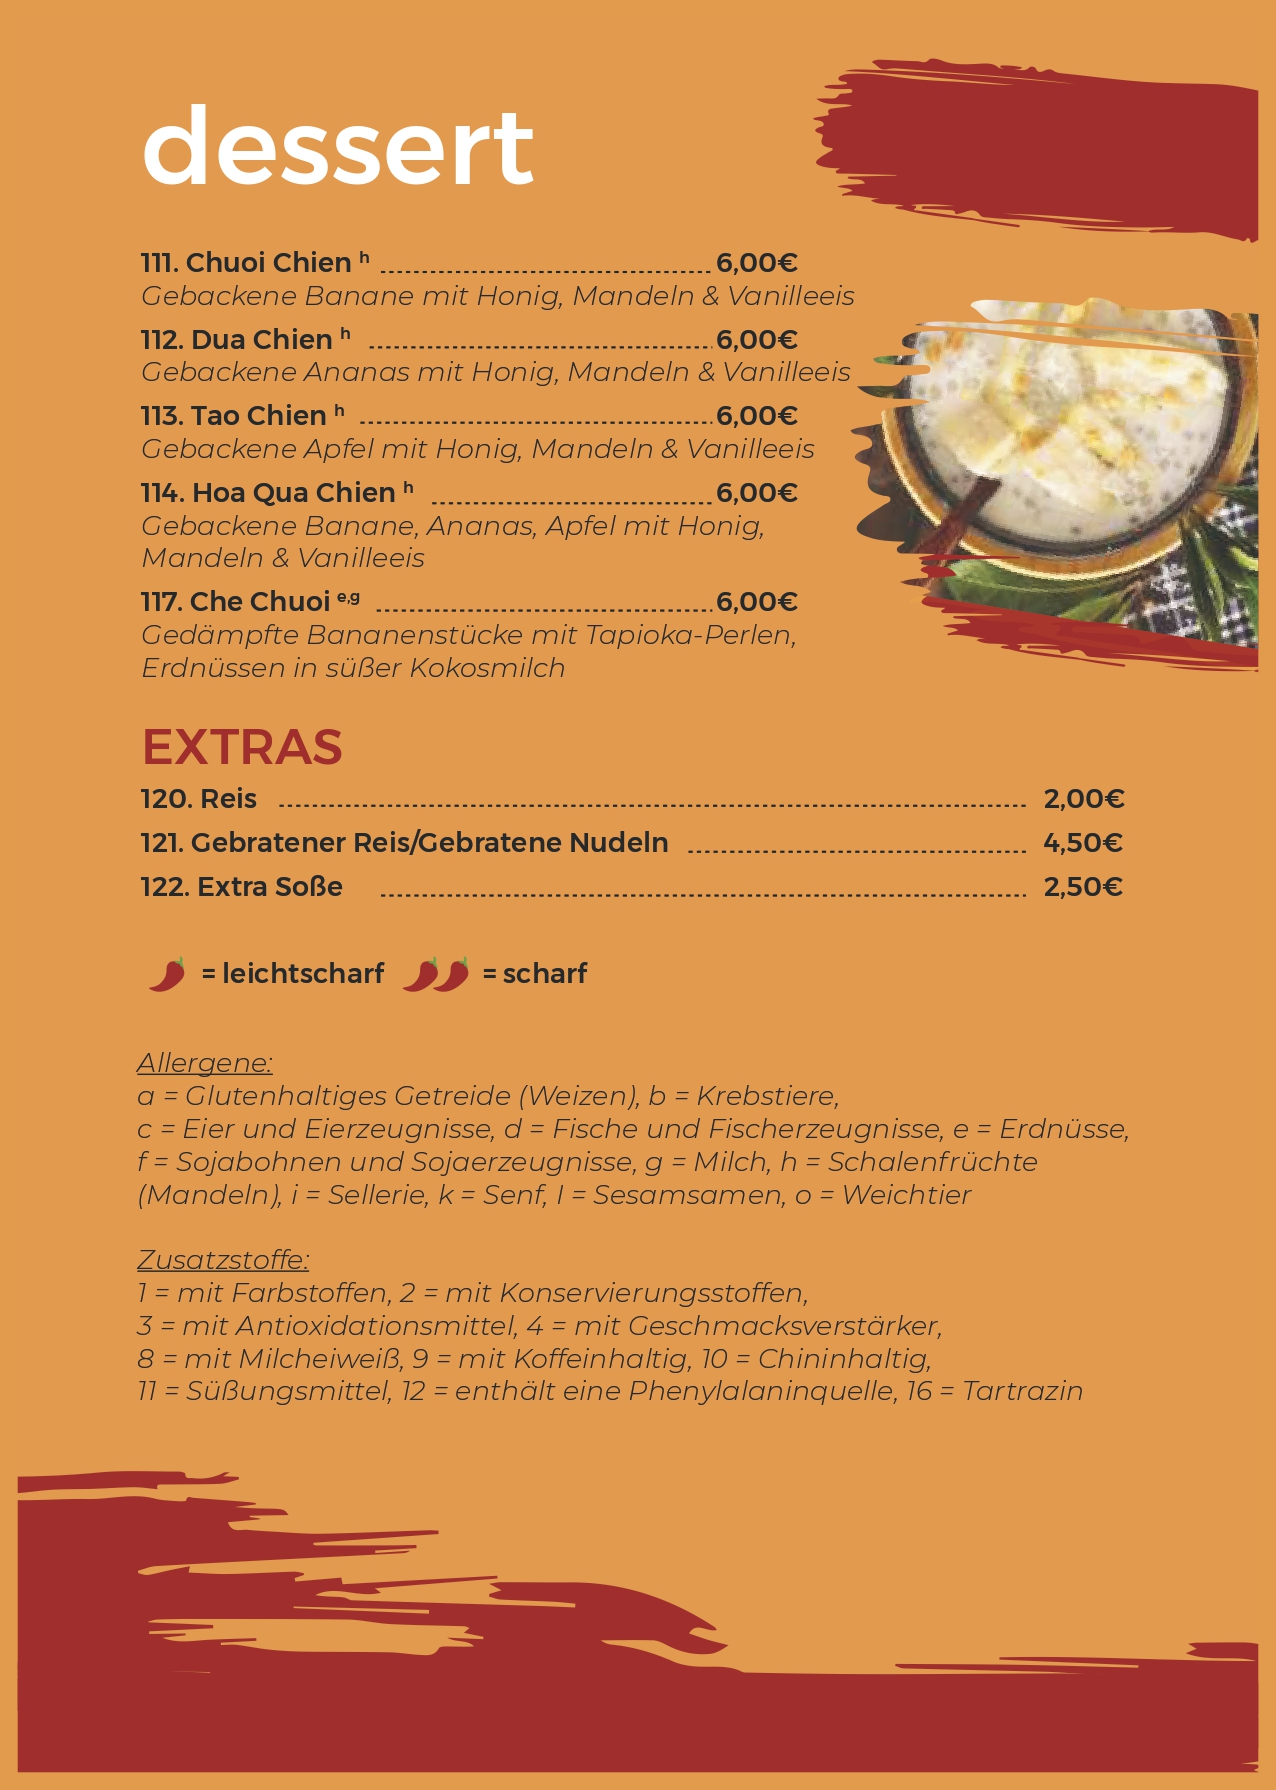 dessert
111. Chuoi Chien ʰ ........ 6,00€
Gebackene Banane mit Honig, Mandeln & Vanilleeis
112. Dua Chien ʰ ........ 6,00€
Gebackene Ananas mit Honig, Mandeln & Vanilleeis
113. Tao Chien ʰ ........ 6,00€
Gebackene Apfel mit Honig, Mandeln & Vanilleeis
114. Hoa Qua Chien ʰ ........ 6,00€
Gebackene Banane, Ananas, Apfel mit Honig,
Mandeln & Vanilleeis
117. Che Chuoi e,g ........ 6,00€
Gedämpfte Bananenstücke mit Tapioka-Perlen,
Erdnüssen in süßer Kokosmilch
EXTRAS
120. Reis ........ 2,00€
121. Gebratener Reis/Gebratene Nudeln ........ 4,50€
122. Extra Soße ........ 2,50€
= leichtscharf = scharf
Allergene:
a = Glutenhaltiges Getreide (Weizen), b = Krebstiere,
c = Eier und Eierzeugnisse, d = Fische und Fischerzeugnisse, e = Erdnüsse,
f = Sojabohnen und Sojaerzeugnisse, g = Milch, h = Schalenfrüchte
(Mandeln), i = Sellerie, k = Senf, l = Sesamsamen, o = Weichtier
Zusatzstoffe:
1 = mit Farbstoffen, 2 = mit Konservierungsstoffen,
3 = mit Antioxidationsmittel, 4 = mit Geschmacksverstärker,
8 = mit Milcheiweiß, 9 = mit Koffeinhaltig, 10 = Chininhaltig,
11 = Süßungsmittel, 12 = enthält eine Phenylalaninquelle, 16 = Tartrazin